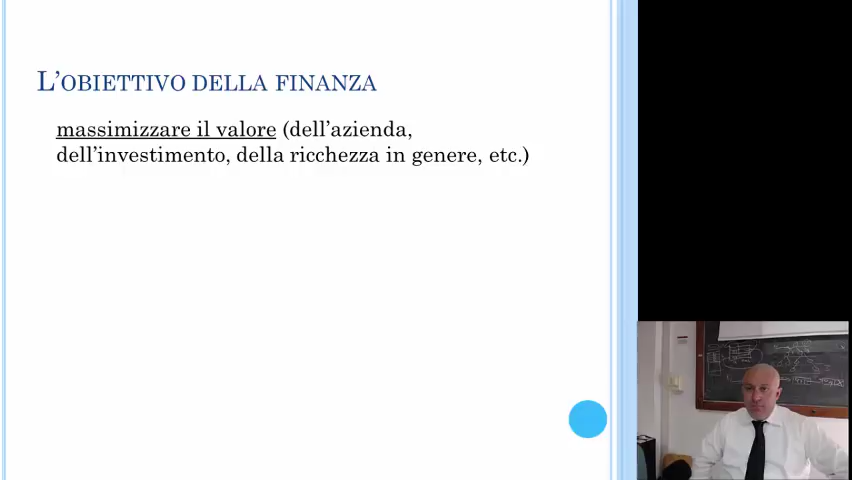 L'OBIETTIVO DELLA FINANZA
massimizzare il valore (dell'azienda,
dell'investimento, della ricchezza in genere, etc.)